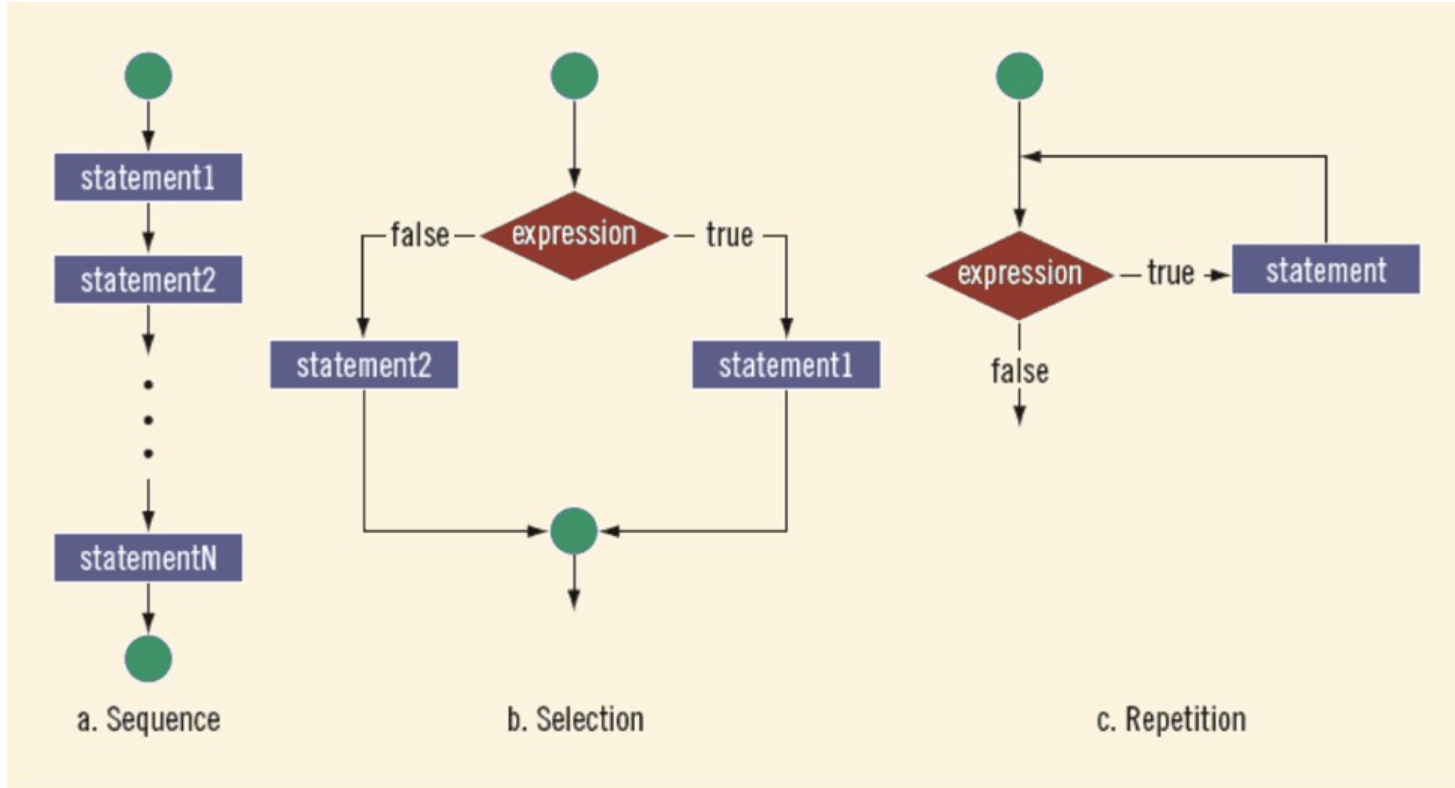 statement1
statement2
statementN
a. Sequence
expression
false
true
statement2
statement1
b. Selection
expression
true
statement
false
c. Repetition